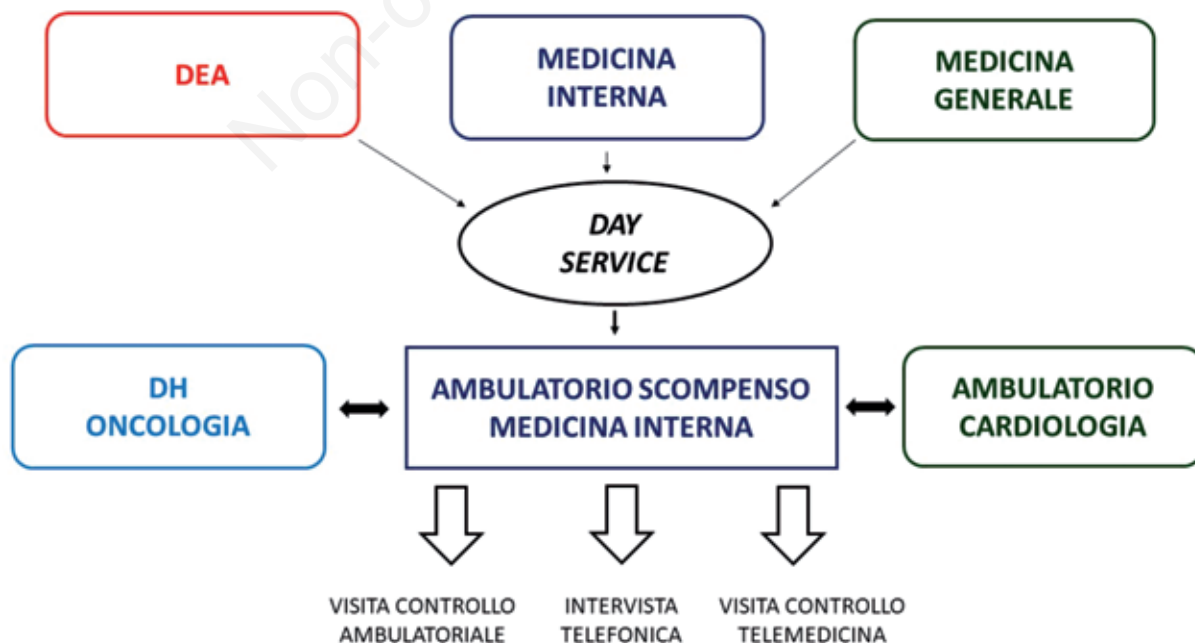 DEA
MEDICINA
INTERNA
MEDICINA
GENERALE
DAY
SERVICE
DH
ONCOLOGIA
AMBULATORIO SCOMPENSO
MEDICINA INTERNA
AMBULATORIO
CARDIOLOGIA
VISITA CONTROLLO
AMBULATORIALE
INTERVISTA
TELEFONICA
VISITA CONTROLLO
TELEMEDICINA